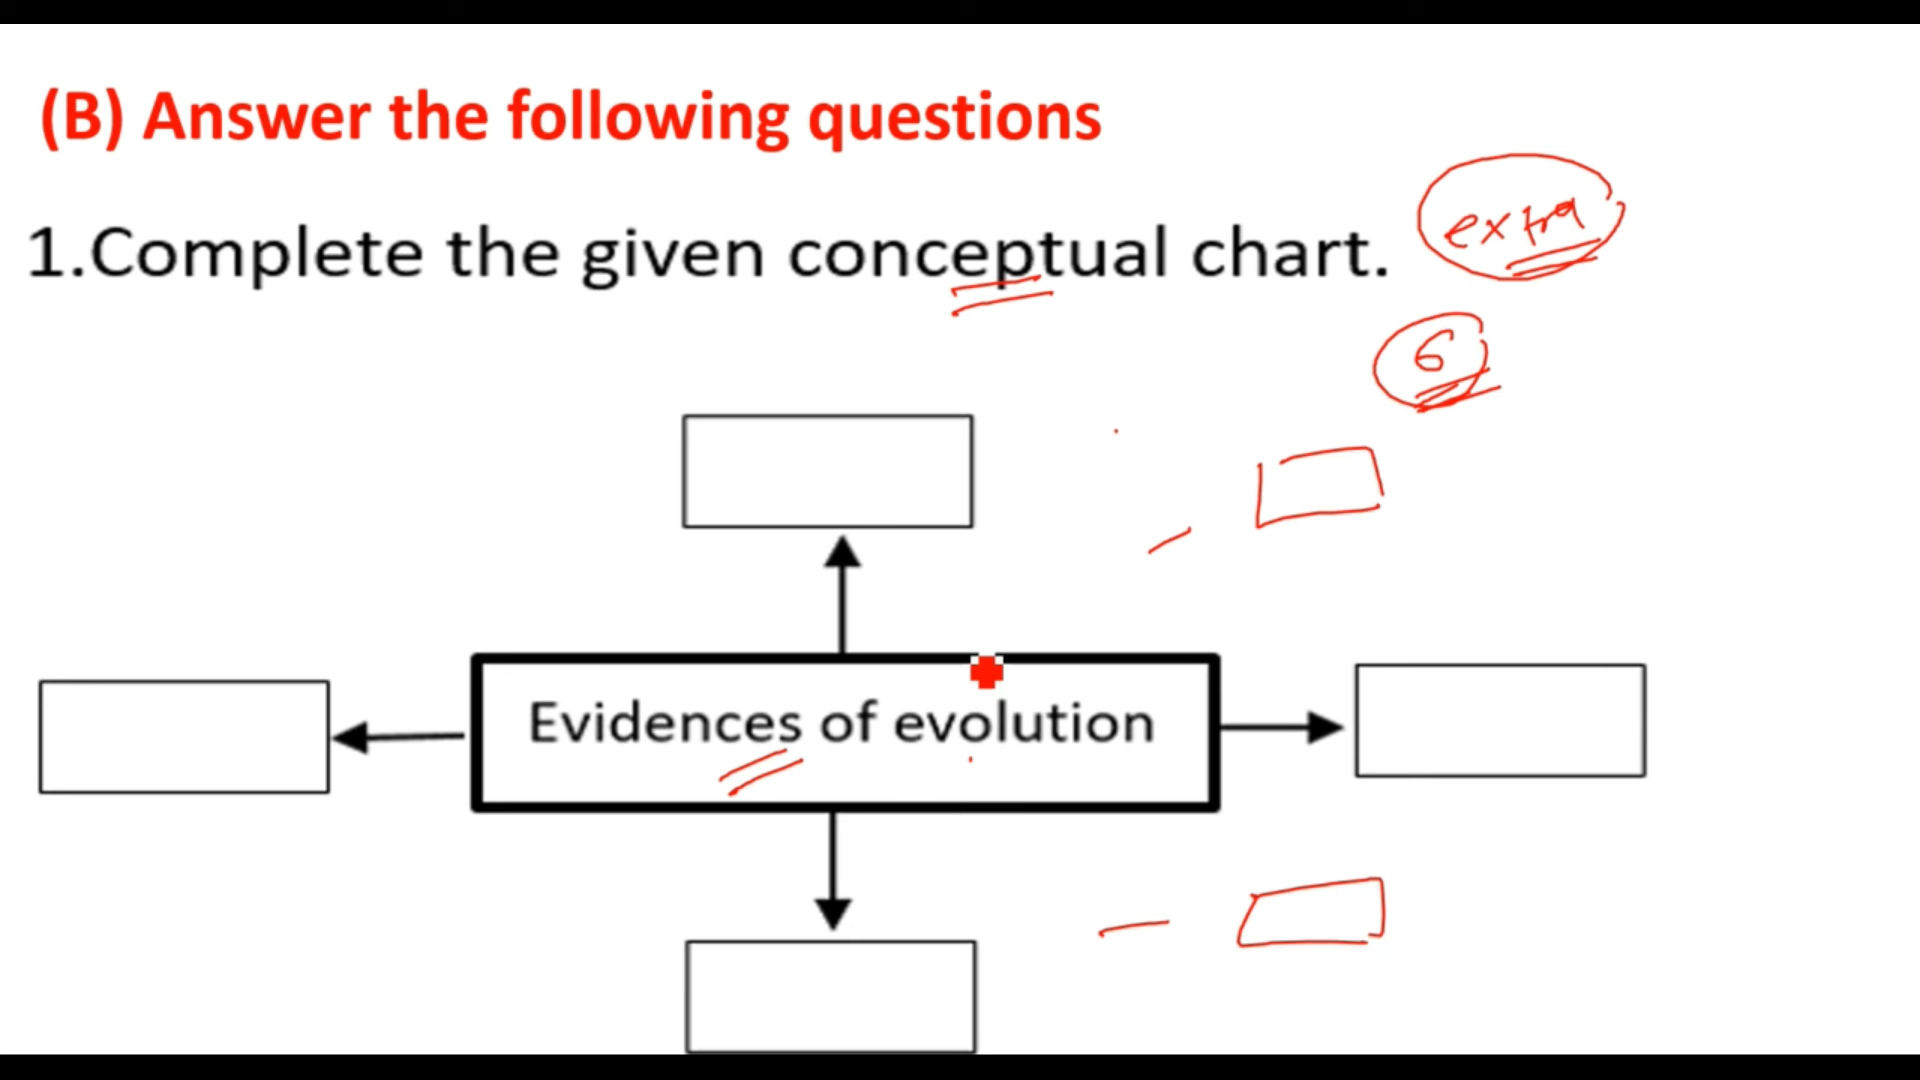 (B) Answer the following questions
1.Complete the given conceptual chart.
extra
6
Evidences of evolution